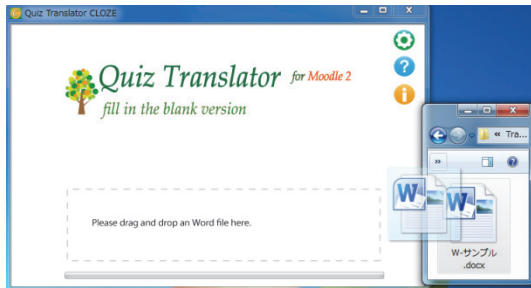 Quiz Translator CLOZE
Quiz Translator for Moodle 2
fill in the blank version
Please drag and drop an Word file here.
« Tra...
»
W-サンプル
.docx